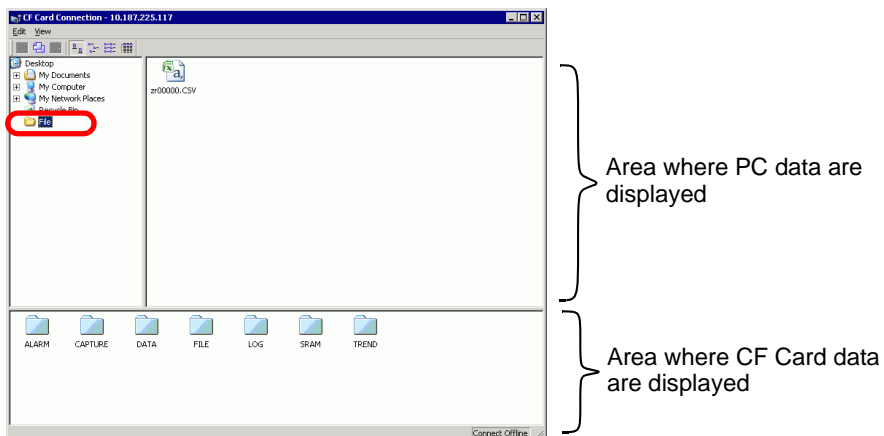 CF Card Connection - 10.187.225.117
Edit View
Desktop
My Documents
My Computer
My Network Places
Recycle Bin
File
zr00000.CSV
Area where PC data are
displayed
ALARM CAPTURE DATA FILE LOG SRAM TREND
Area where CF Card data
are displayed
Connect Offline